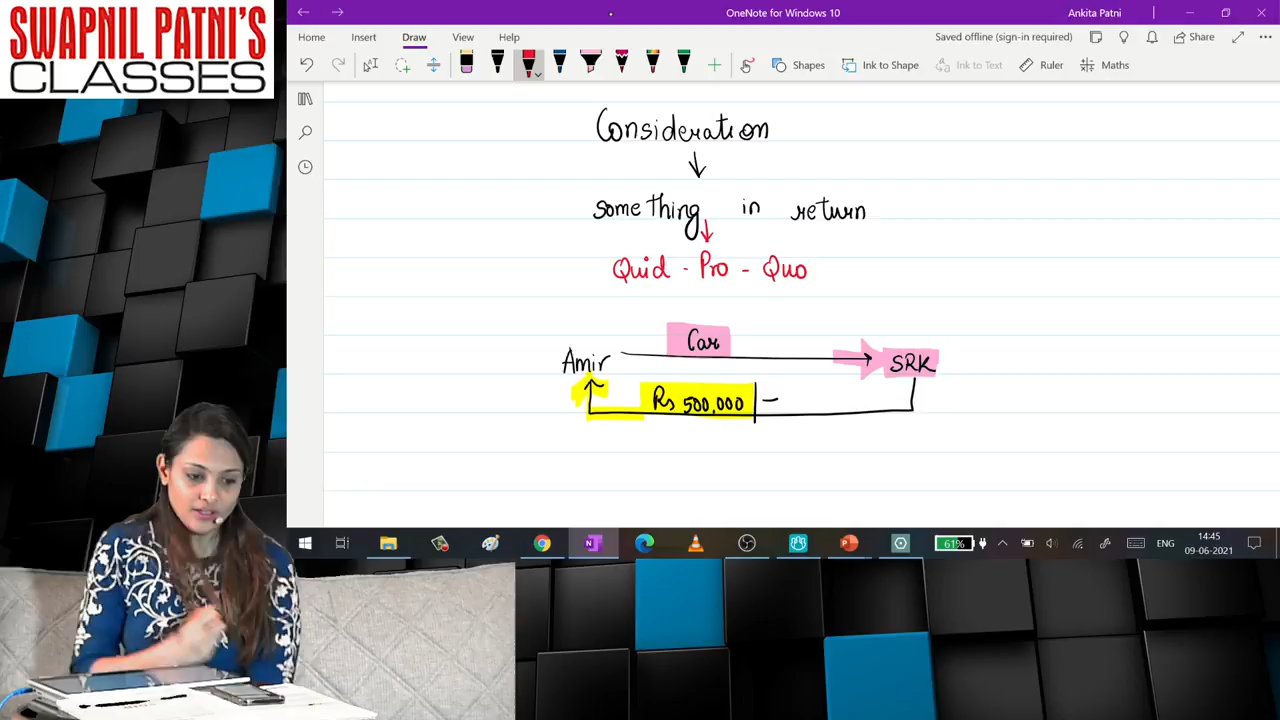 SWAPNIL PATNI'S
CLASSES
OneNote for Windows 10
Ankita Patni
Home Insert Draw View Help
Saved offline (sign-in required)
Share
Shapes Ink to Shape Ink to Text Ruler Maths
Consideration
something in return
Quid - Pro - Quo
Car
Amir SRK
Rs 500,000 -
61% ENG 14:45
09-06-2021